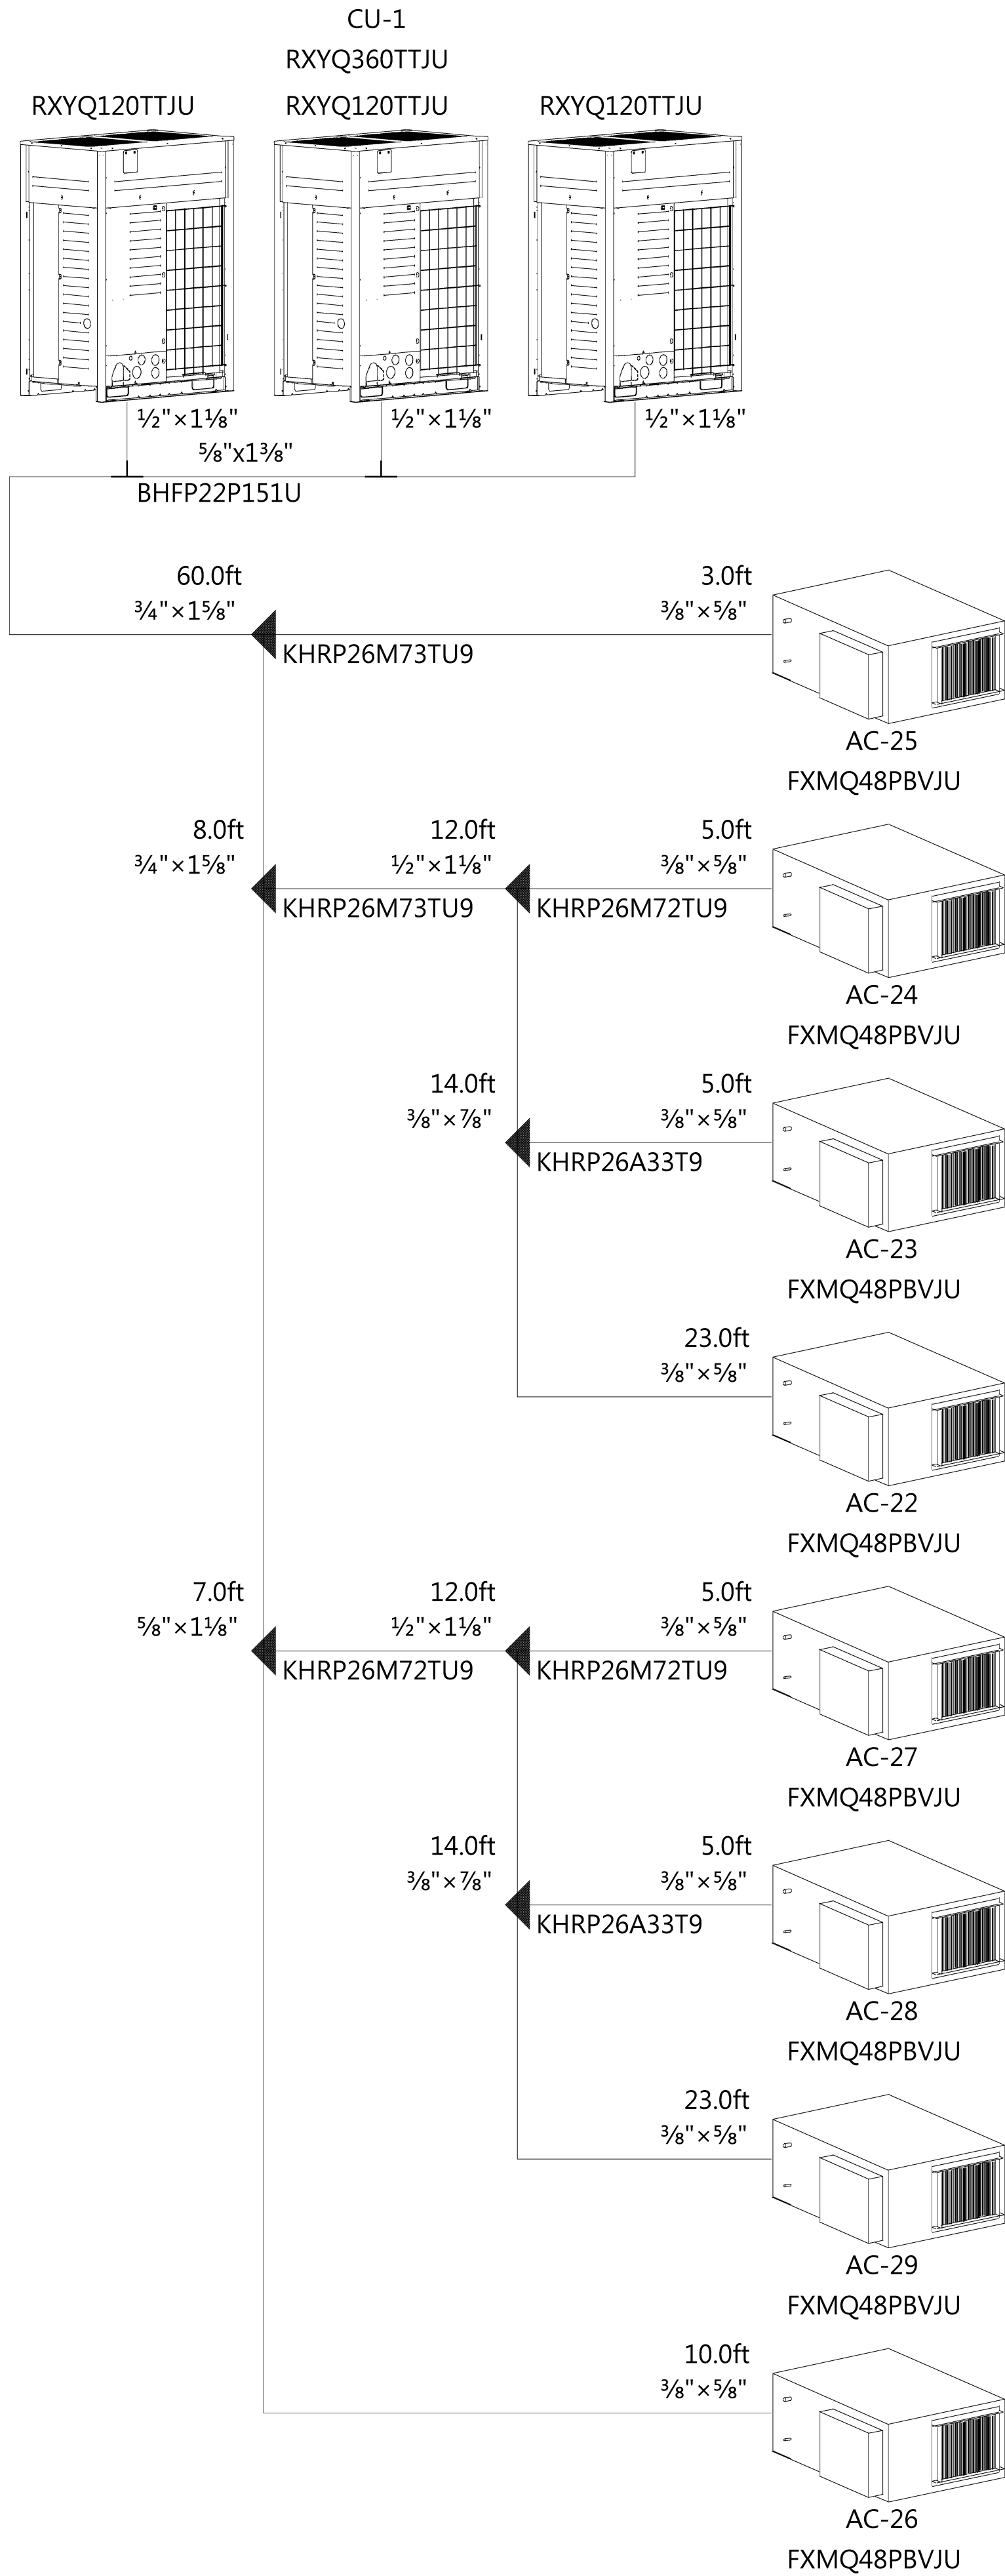 CU-1
RXYQ360TTJU
RXYQ120TTJU RXYQ120TTJU RXYQ120TTJU
½"×1⅛" ½"×1⅛" ½"×1⅛"
⅝"x1⅜"
BHFP22P151U
60.0ft 3.0ft
¾"×1⅝" ⅜"×⅝"
KHRP26M73TU9
AC-25
FXMQ48PBVJU
8.0ft 12.0ft 5.0ft
¾"×1⅝" ½"×1⅛" ⅜"×⅝"
KHRP26M73TU9 KHRP26M72TU9
AC-24
FXMQ48PBVJU
14.0ft 5.0ft
⅜"×⅞" ⅜"×⅝"
KHRP26A33T9
AC-23
FXMQ48PBVJU
23.0ft
⅜"×⅝"
AC-22
FXMQ48PBVJU
7.0ft 12.0ft 5.0ft
⅝"×1⅛" ½"×1⅛" ⅜"×⅝"
KHRP26M72TU9 KHRP26M72TU9
AC-27
FXMQ48PBVJU
14.0ft 5.0ft
⅜"×⅞" ⅜"×⅝"
KHRP26A33T9
AC-28
FXMQ48PBVJU
23.0ft
⅜"×⅝"
AC-29
FXMQ48PBVJU
10.0ft
⅜"×⅝"
AC-26
FXMQ48PBVJU